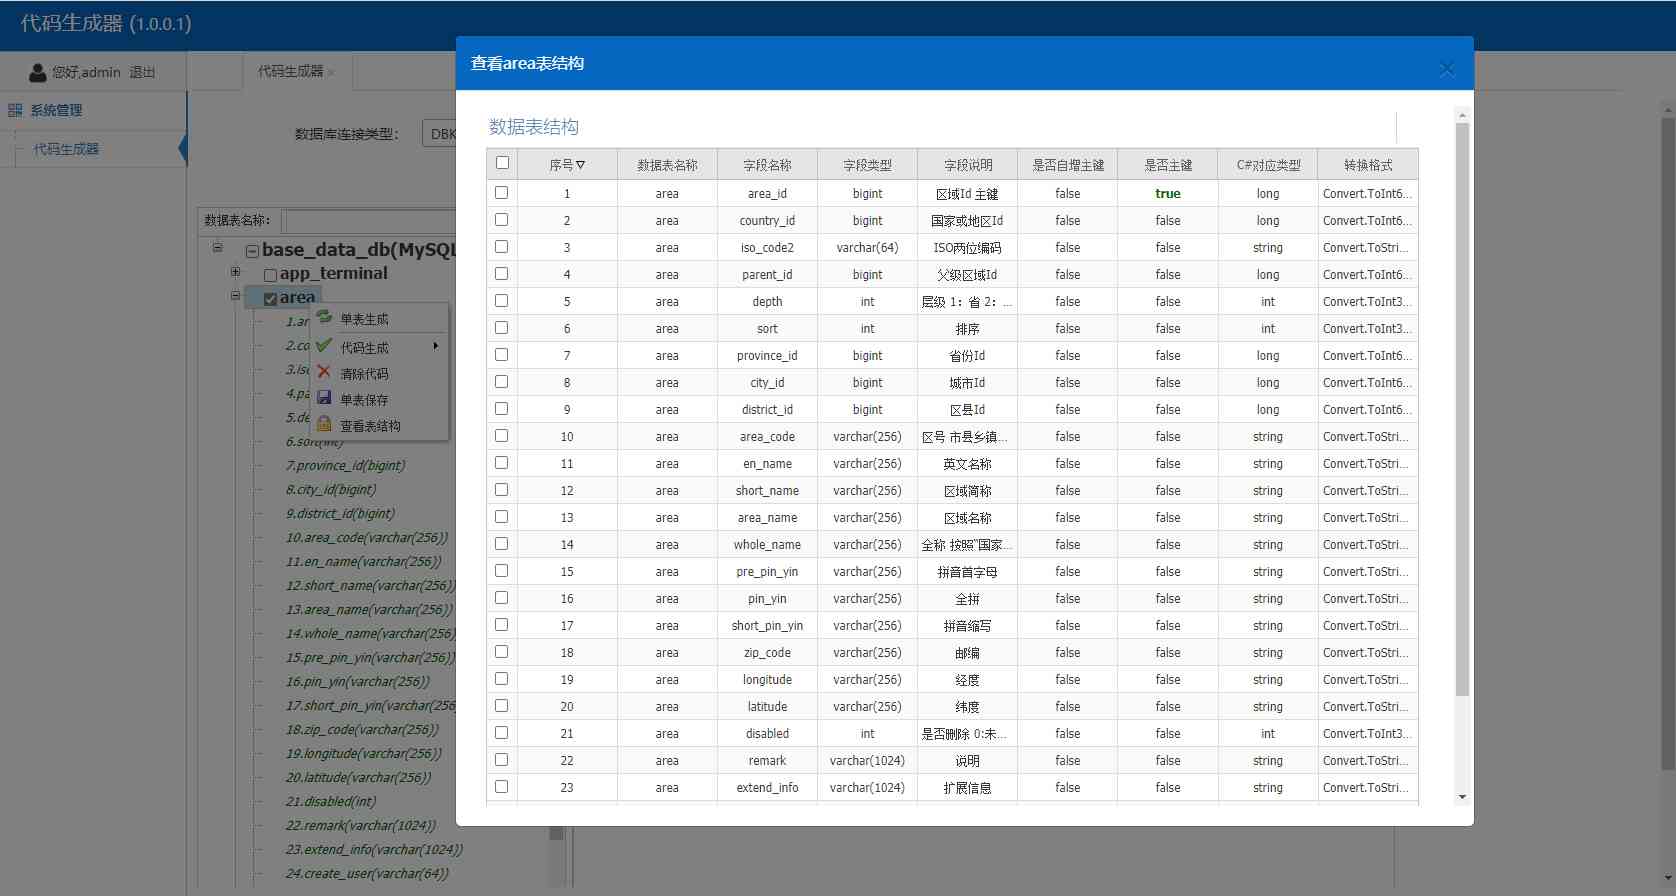 代码生成器 (1.0.0.1)
您好,admin 退出
系统管理
代码生成器
代码生成器 ×
数据库连接类型： DBK
数据表名称:
base_data_db(MySQL
app_terminal
area
1.ar
2.co
3.iso
4.pa
5.de
6.sort(int)
7.province_id(bigint)
8.city_id(bigint)
9.district_id(bigint)
10.area_code(varchar(256))
11.en_name(varchar(256))
12.short_name(varchar(256))
13.area_name(varchar(256))
14.whole_name(varchar(256)
15.pre_pin_yin(varchar(256))
16.pin_yin(varchar(256))
17.short_pin_yin(varchar(256
18.zip_code(varchar(256))
19.longitude(varchar(256))
20.latitude(varchar(256))
21.disabled(int)
22.remark(varchar(1024))
23.extend_info(varchar(1024))
24.create_user(varchar(64))
单表生成
代码生成
清除代码
单表保存
查看表结构
查看area表结构
数据表结构
序号 数据表名称 字段名称 字段类型 字段说明 是否自增主键 是否主键 C#对应类型 转换格式
1 area area_id bigint 区域Id 主键 false true long Convert.ToInt6...
2 area country_id bigint 国家或地区Id false false long Convert.ToInt6...
3 area iso_code2 varchar(64) ISO两位编码 false false string Convert.ToStri...
4 area parent_id bigint 父级区域Id false false long Convert.ToInt6...
5 area depth int 层级 1：省 2：... false false int Convert.ToInt3...
6 area sort int 排序 false false int Convert.ToInt3...
7 area province_id bigint 省份Id false false long Convert.ToInt6...
8 area city_id bigint 城市Id false false long Convert.ToInt6...
9 area district_id bigint 区县Id false false long Convert.ToInt6...
10 area area_code varchar(256) 区号 市县乡镇... false false string Convert.ToStri...
11 area en_name varchar(256) 英文名称 false false string Convert.ToStri...
12 area short_name varchar(256) 区域简称 false false string Convert.ToStri...
13 area area_name varchar(256) 区域名称 false false string Convert.ToStri...
14 area whole_name varchar(256) 全称 按照"国家... false false string Convert.ToStri...
15 area pre_pin_yin varchar(256) 拼音首字母 false false string Convert.ToStri...
16 area pin_yin varchar(256) 全拼 false false string Convert.ToStri...
17 area short_pin_yin varchar(256) 拼音缩写 false false string Convert.ToStri...
18 area zip_code varchar(256) 邮编 false false string Convert.ToStri...
19 area longitude varchar(256) 经度 false false string Convert.ToStri...
20 area latitude varchar(256) 纬度 false false string Convert.ToStri...
21 area disabled int 是否删除 0:未... false false int Convert.ToInt3...
22 area remark varchar(1024) 说明 false false string Convert.ToStri...
23 area extend_info varchar(1024) 扩展信息 false false string Convert.ToStri...